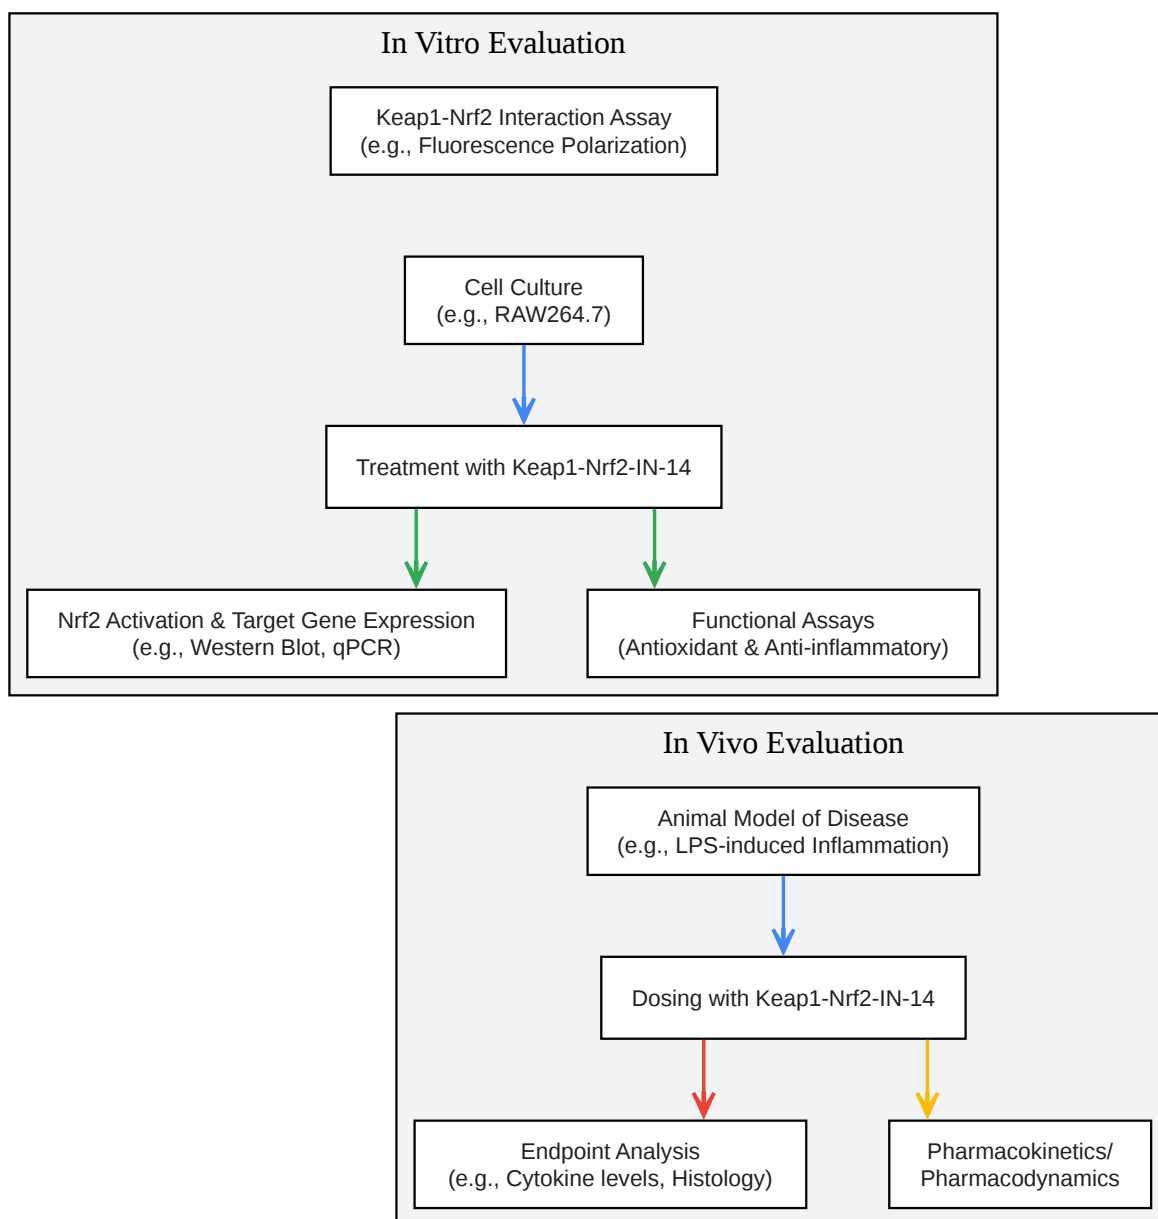 In Vitro Evaluation
Keap1-Nrf2 Interaction Assay
(e.g., Fluorescence Polarization)
Cell Culture
(e.g., RAW264.7)
Treatment with Keap1-Nrf2-IN-14
Nrf2 Activation & Target Gene Expression
(e.g., Western Blot, qPCR)
Functional Assays
(Antioxidant & Anti-inflammatory)
In Vivo Evaluation
Animal Model of Disease
(e.g., LPS-induced Inflammation)
Dosing with Keap1-Nrf2-IN-14
Endpoint Analysis
(e.g., Cytokine levels, Histology)
Pharmacokinetics/
Pharmacodynamics